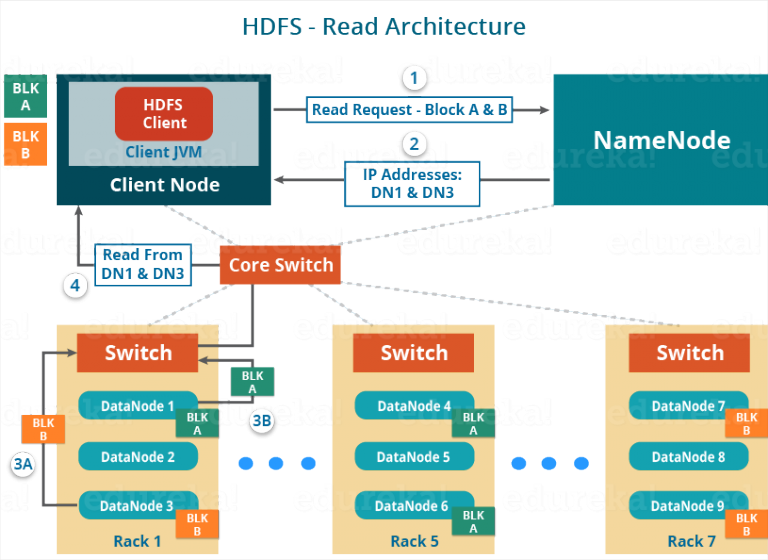 HDFS - Read Architecture
BLK
A
BLK
B
HDFS
Client
Client JVM
Client Node
1
Read Request - Block A & B
2
IP Addresses:
DN1 & DN3
NameNode
Read From
DN1 & DN3
4
Core Switch
Switch
Switch
Switch
BLK
A
BLK
B
3A
3B
DataNode 1
BLK
A
DataNode 2
DataNode 3
BLK
B
Rack 1
DataNode 4
BLK
A
DataNode 5
DataNode 6
BLK
A
Rack 5
DataNode 7
BLK
B
DataNode 8
DataNode 9
BLK
B
Rack 7
edureka!